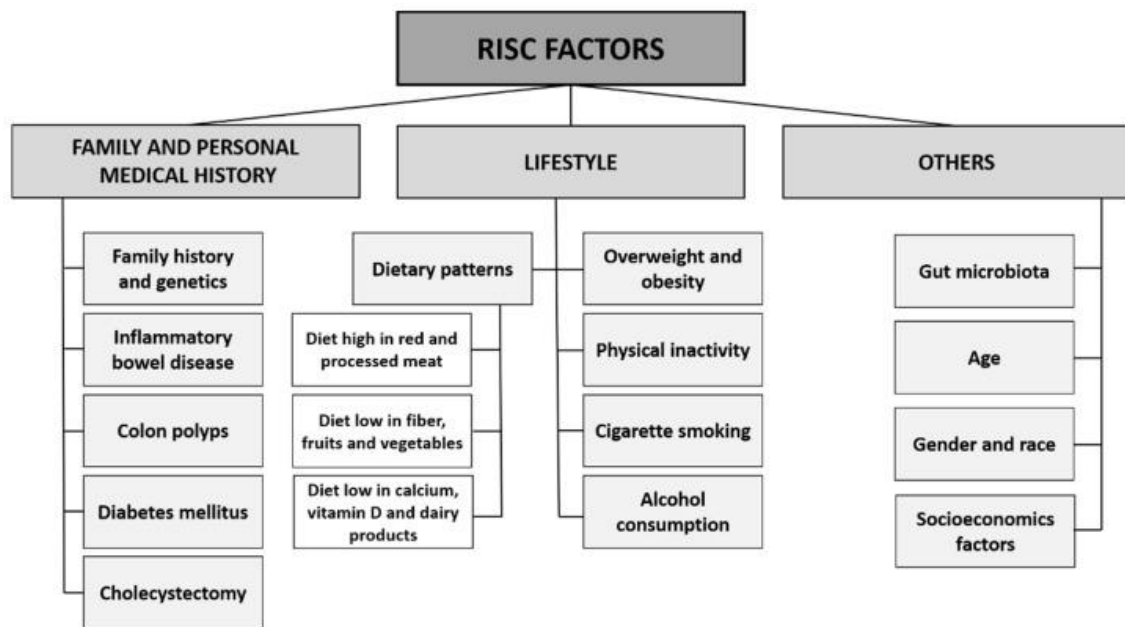 RISC FACTORS
FAMILY AND PERSONAL
MEDICAL HISTORY
Family history
and genetics
Inflammatory
bowel disease
Colon polyps
Diabetes mellitus
Cholecystectomy
LIFESTYLE
Dietary patterns
Diet high in red and
processed meat
Diet low in fiber,
fruits and vegetables
Diet low in calcium,
vitamin D and dairy
products
Overweight and
obesity
Physical inactivity
Cigarette smoking
Alcohol
consumption
OTHERS
Gut microbiota
Age
Gender and race
Socioeconomics
factors